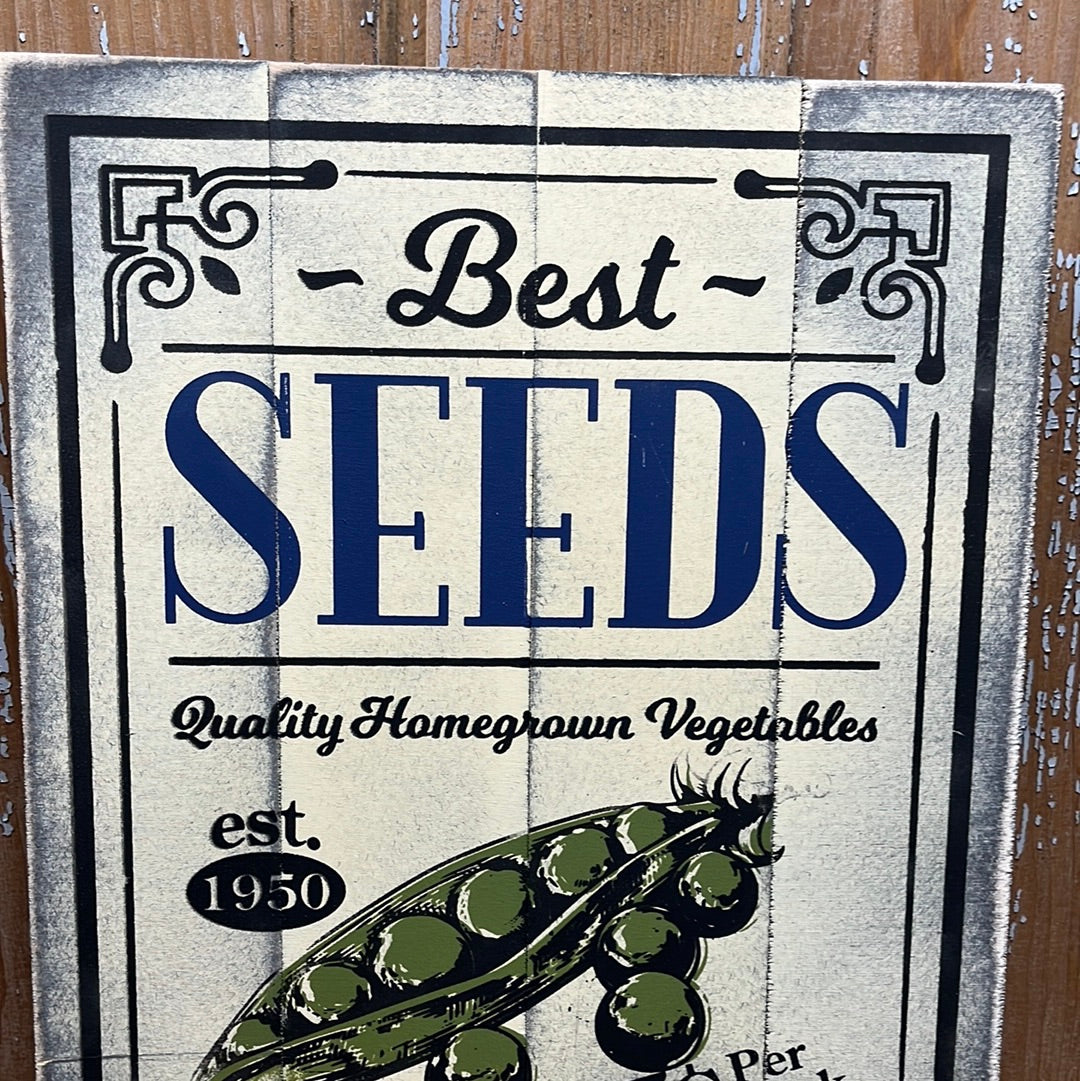 ~ Best ~
SEEDS
Quality Homegrown Vegetables
est.
1950
Per